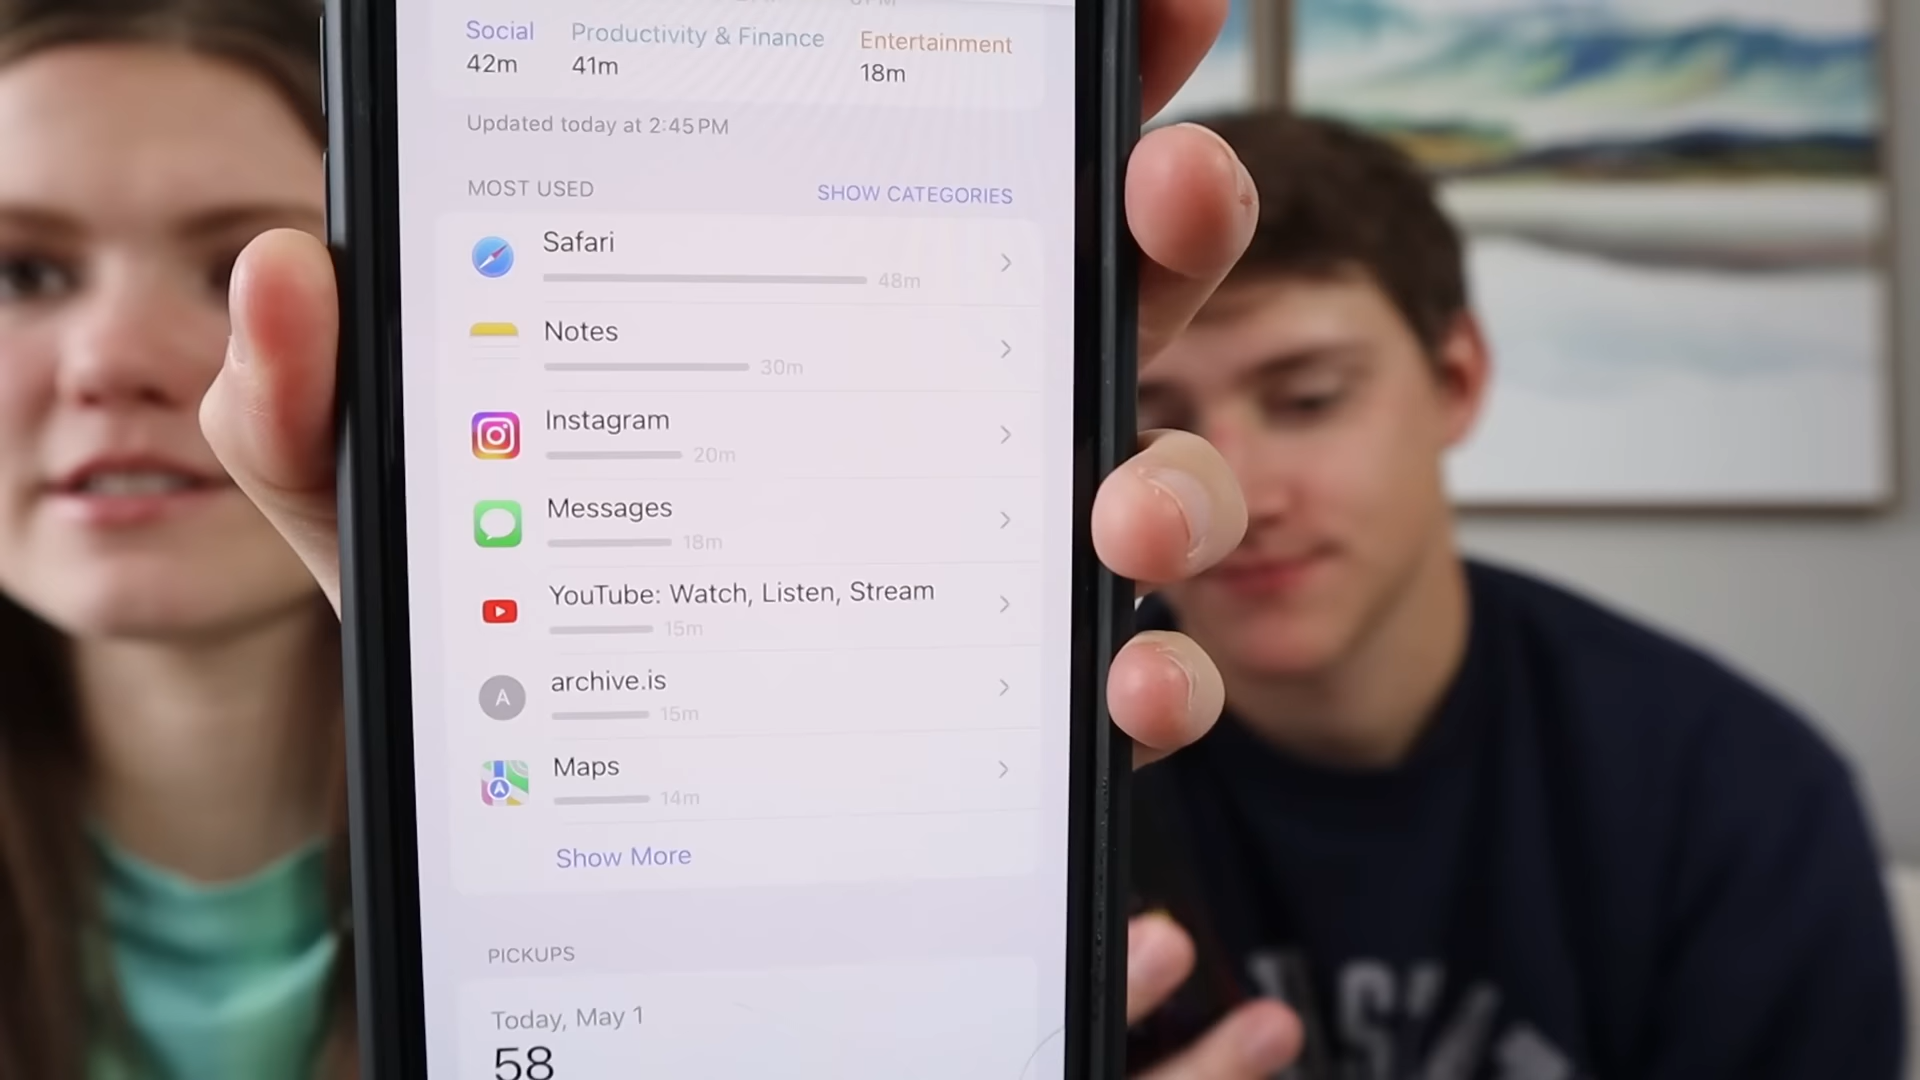 Social
Productivity & Finance
Entertainment
42m
41m
18m
Updated today at 2:45 PM
MOST USED
SHOW CATEGORIES
Safari
48m
Notes
30m
Instagram
20m
Messages
18m
YouTube: Watch, Listen, Stream
15m
A
archive.is
15m
Maps
14m
Show More
PICKUPS
Today, May 1
58